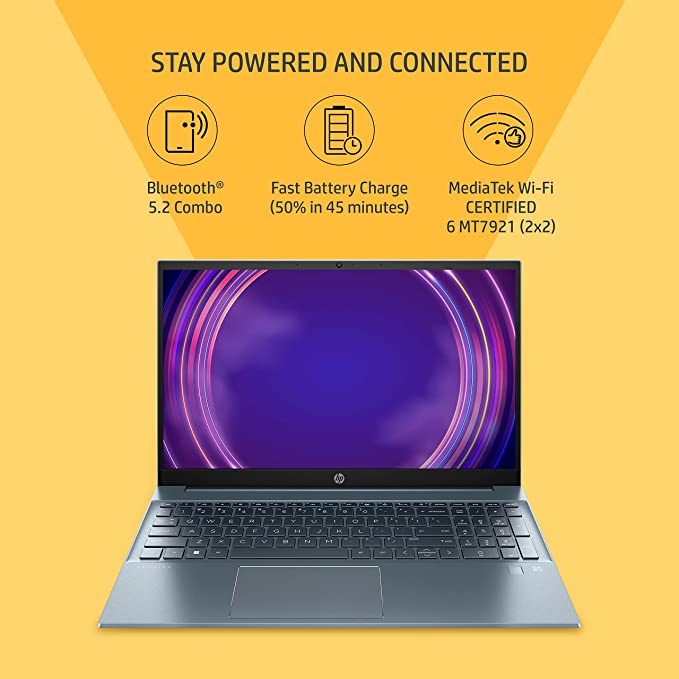 STAY POWERED AND CONNECTED
Bluetooth®
5.2 Combo
Fast Battery Charge
(50% in 45 minutes)
MediaTek Wi-Fi
CERTIFIED
6 MT7921 (2x2)
hp